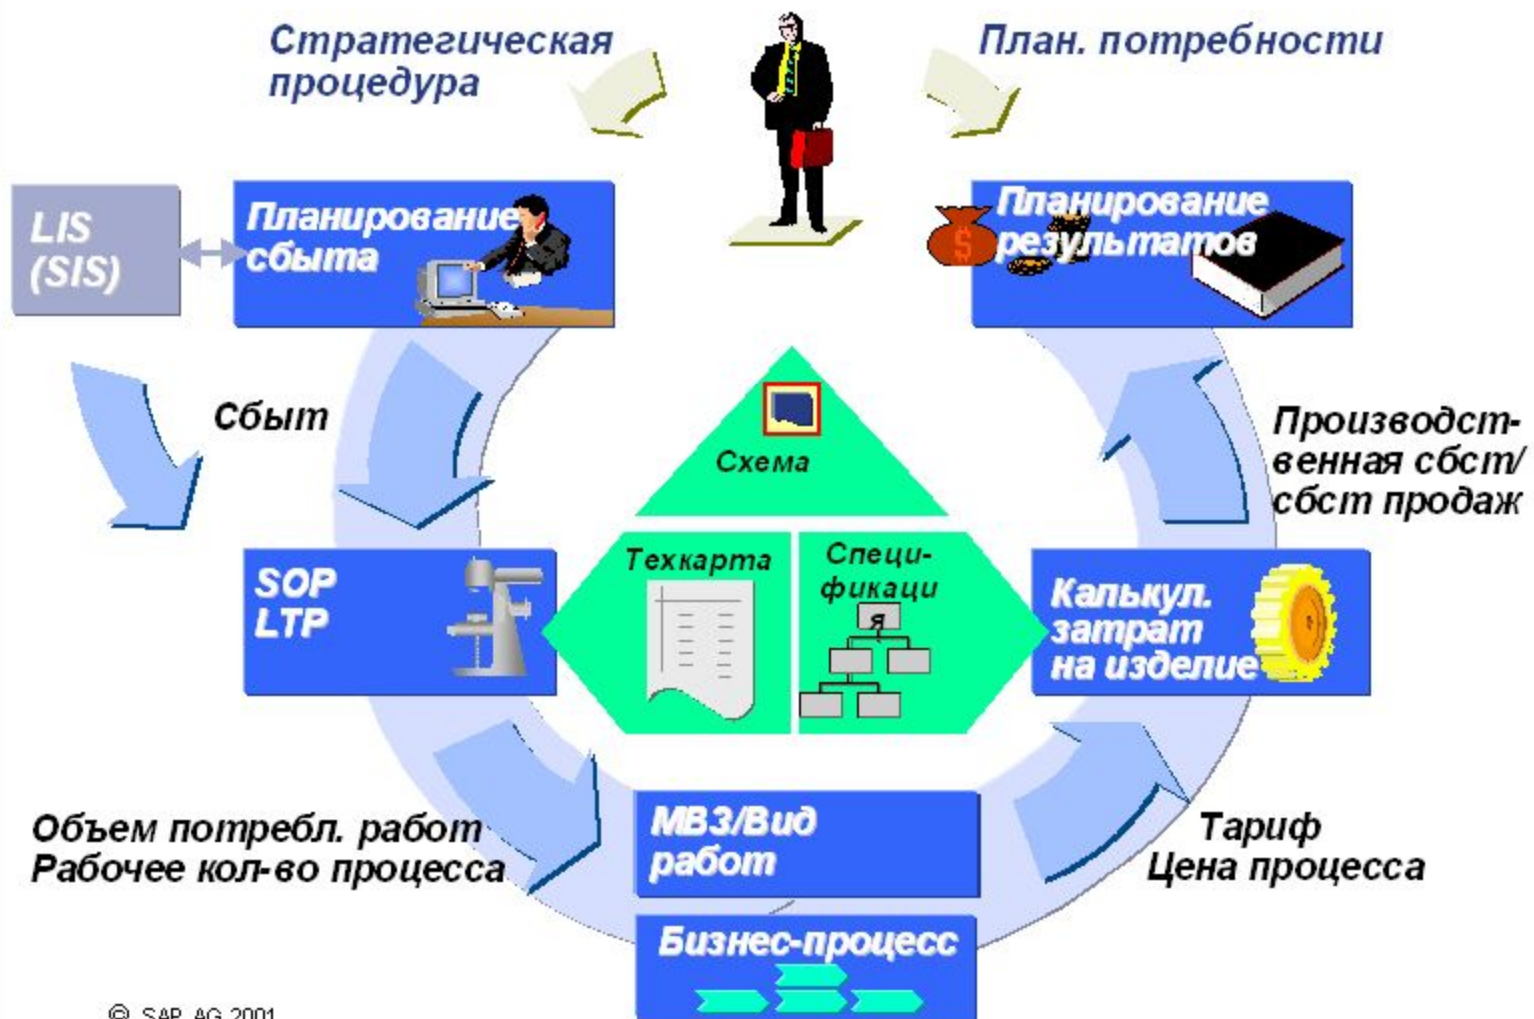 Стратегическая
процедура
План. потребности
LIS
(SIS)
Планирование
сбыта
$
Планирование
результатов
Сбыт
Схема
Производст-
венная сбст/
сбст продаж
SOP
LTP
Техкарта
Специ-
фикаци
я
Калькул.
затрат
на изделие
Объем потребл. работ
Рабочее кол-во процесса
МВЗ/Вид
работ
Тариф
Цена процесса
Бизнес-процесс
© SAP AG 2001